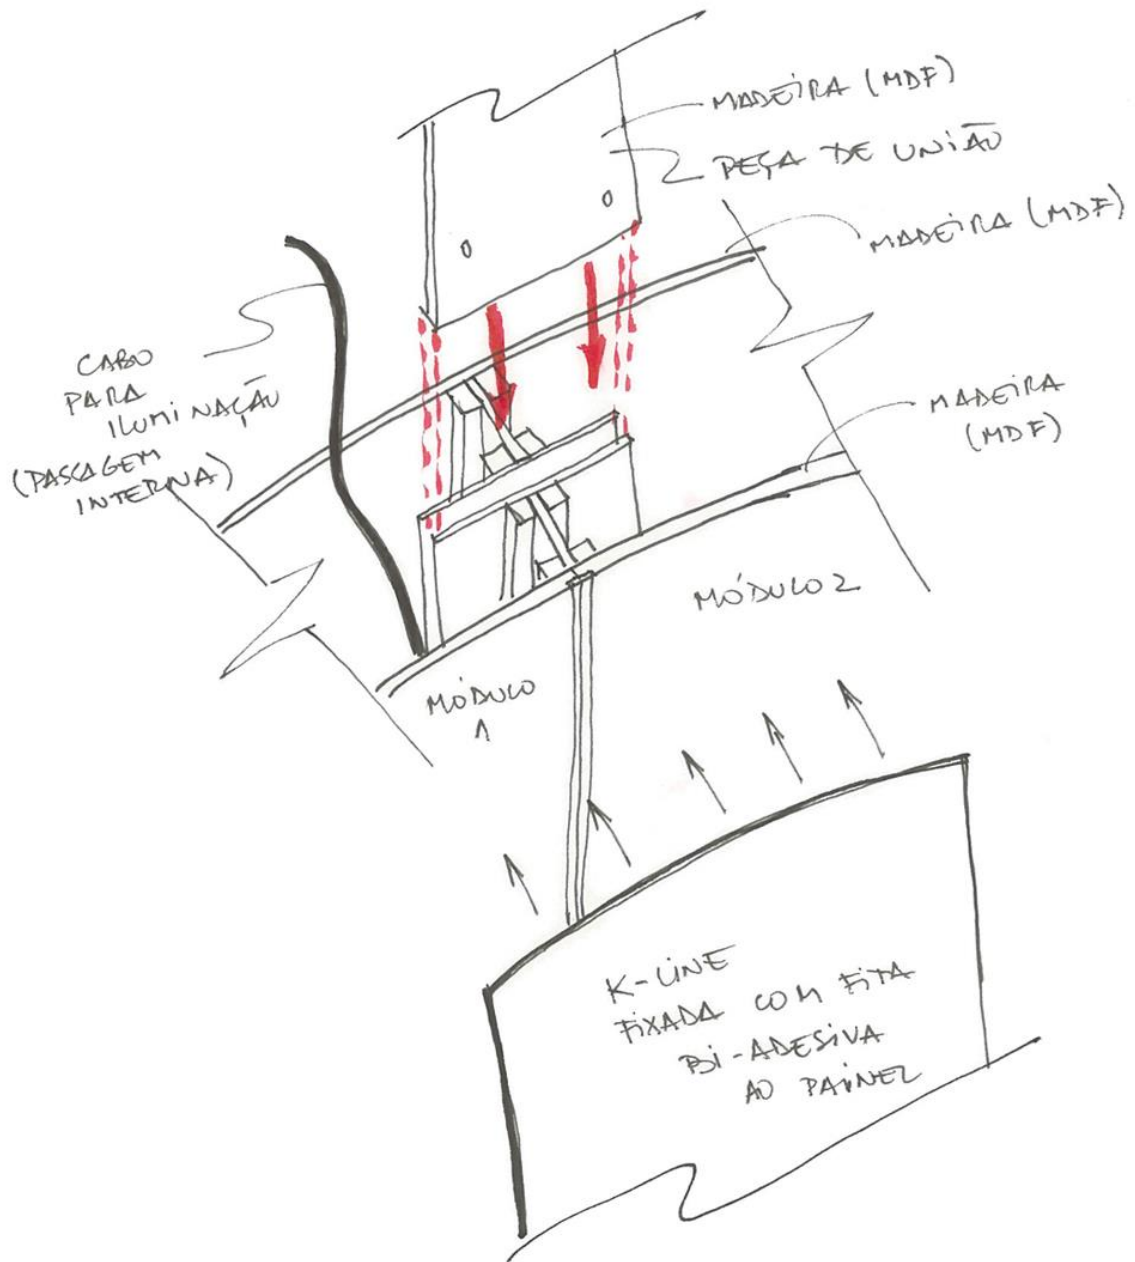 MADEIRA (MDF)
PEÇA DE UNIÃO
MADEIRA (MDF)
CABO
PARA
ILUMINAÇÃO
(PASSAGEM
INTERNA)
MADEIRA
(MDF)
MÓDULO 2
MÓDULO
1
K-LINE
FIXADA COM FITA
BI-ADESIVA
AO PAINEL